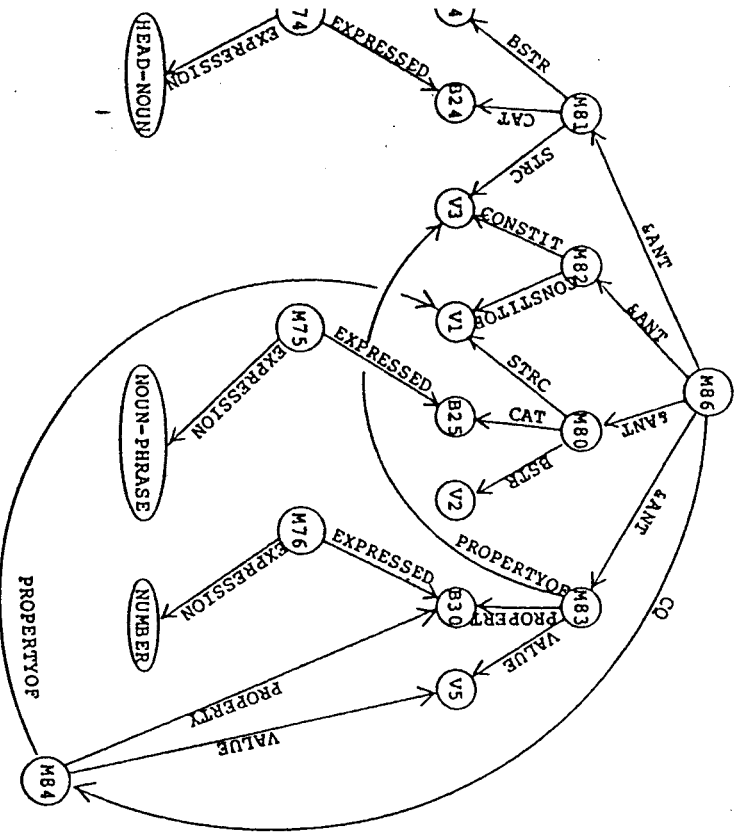 M86
&ANT
&ANT
&ANT
&ANT
CQ
M81
M82
M80
M83
BSTR
CAT
STRC
CONSTIT
CONSTITOF
STRC
CAT
BSTR
PROPERTYOF
PROPERTY
VALUE
4
B24
V3
V1
B25
V2
B30
V5
74
EXPRESSED
EXPRESSION
M75
EXPRESSED
EXPRESSION
M76
EXPRESSED
EXPRESSION
HEAD-NOUN
NOUN-PHRASE
NUMBER
PROPERTY
VALUE
PROPERTYOF
M84